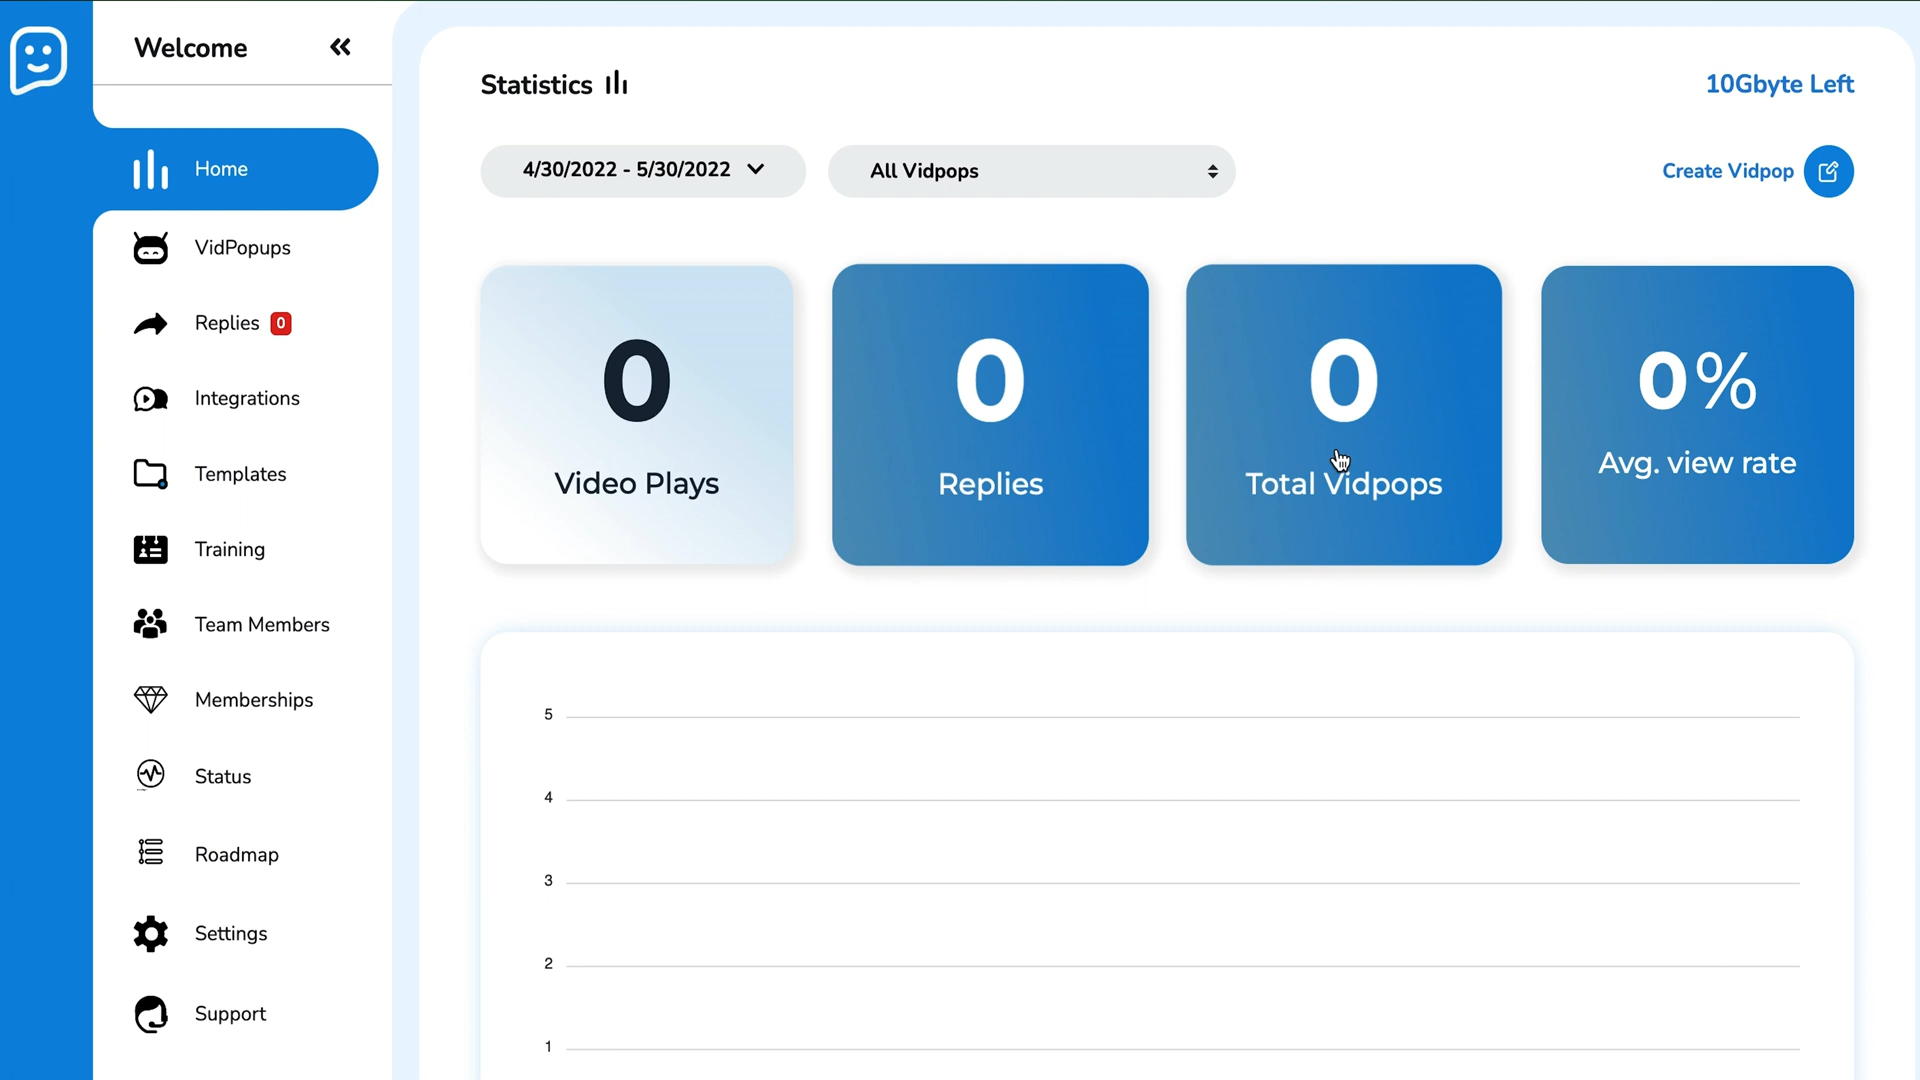 Welcome
Home
VidPopups
Replies 0
Integrations
Templates
Training
Team Members
Memberships
Status
Roadmap
Settings
Support
Statistics
10Gbyte Left
4/30/2022 - 5/30/2022
All Vidpops
Create Vidpop
0
Video Plays
0
Replies
0
Total Vidpops
0%
Avg. view rate
5
4
3
2
1